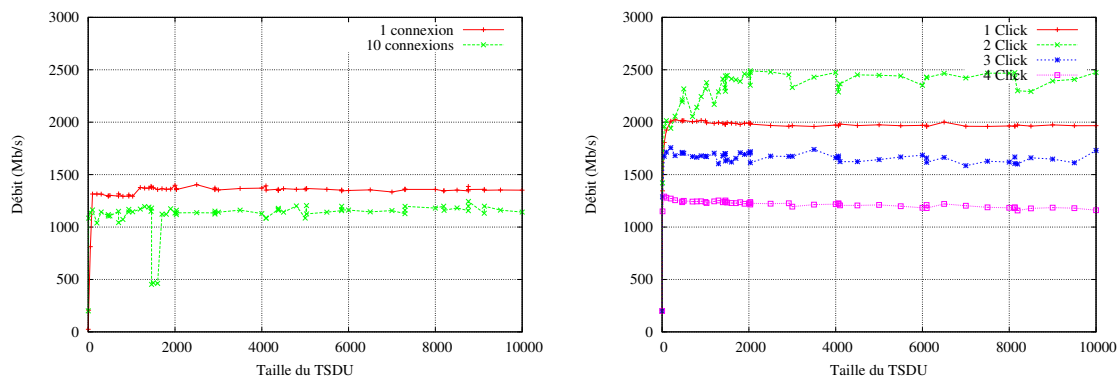 3000
2500
2000
1500
1000
500
0
Débit (Mb/s)
1 connexion
10 connexions
0 2000 4000 6000 8000 10000
Taille du TSDU
3000
2500
2000
1500
1000
500
0
Débit (Mb/s)
1 Click
2 Click
3 Click
4 Click
0 2000 4000 6000 8000 10000
Taille du TSDU